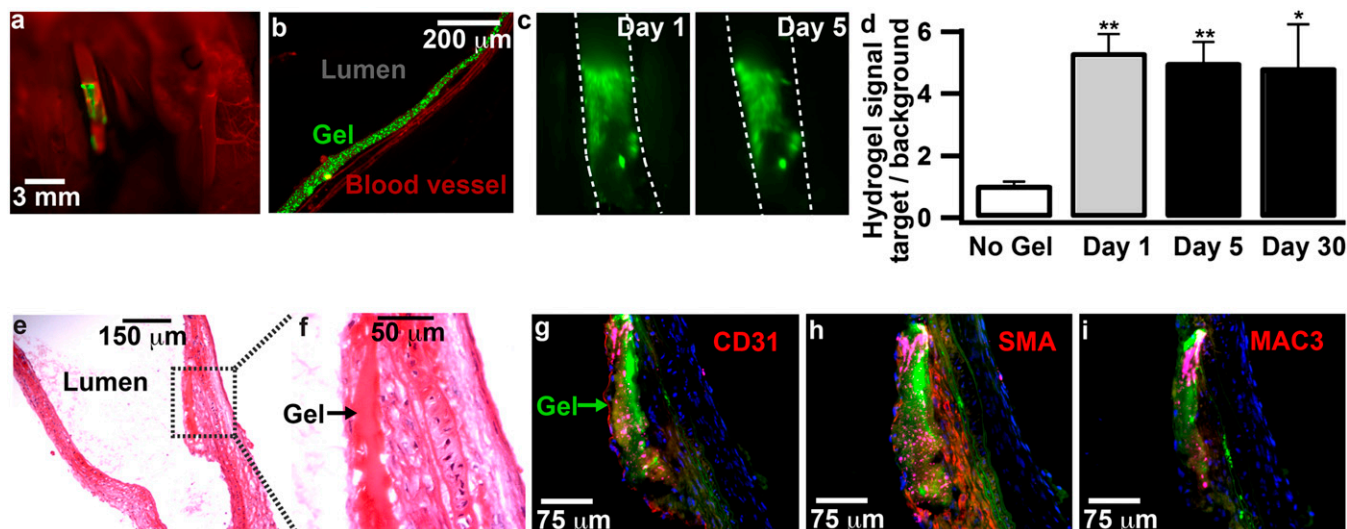 a
3 mm
b
200 μm
Lumen
Gel
Blood vessel
c
Day 1
Day 5
d
Hydrogel signal
target / background
6
4
2
0
**
**
*
No Gel
Day 1
Day 5
Day 30
e
150 μm
Lumen
f
50 μm
Gel
g
CD31
Gel
75 μm
h
SMA
75 μm
i
MAC3
75 μm